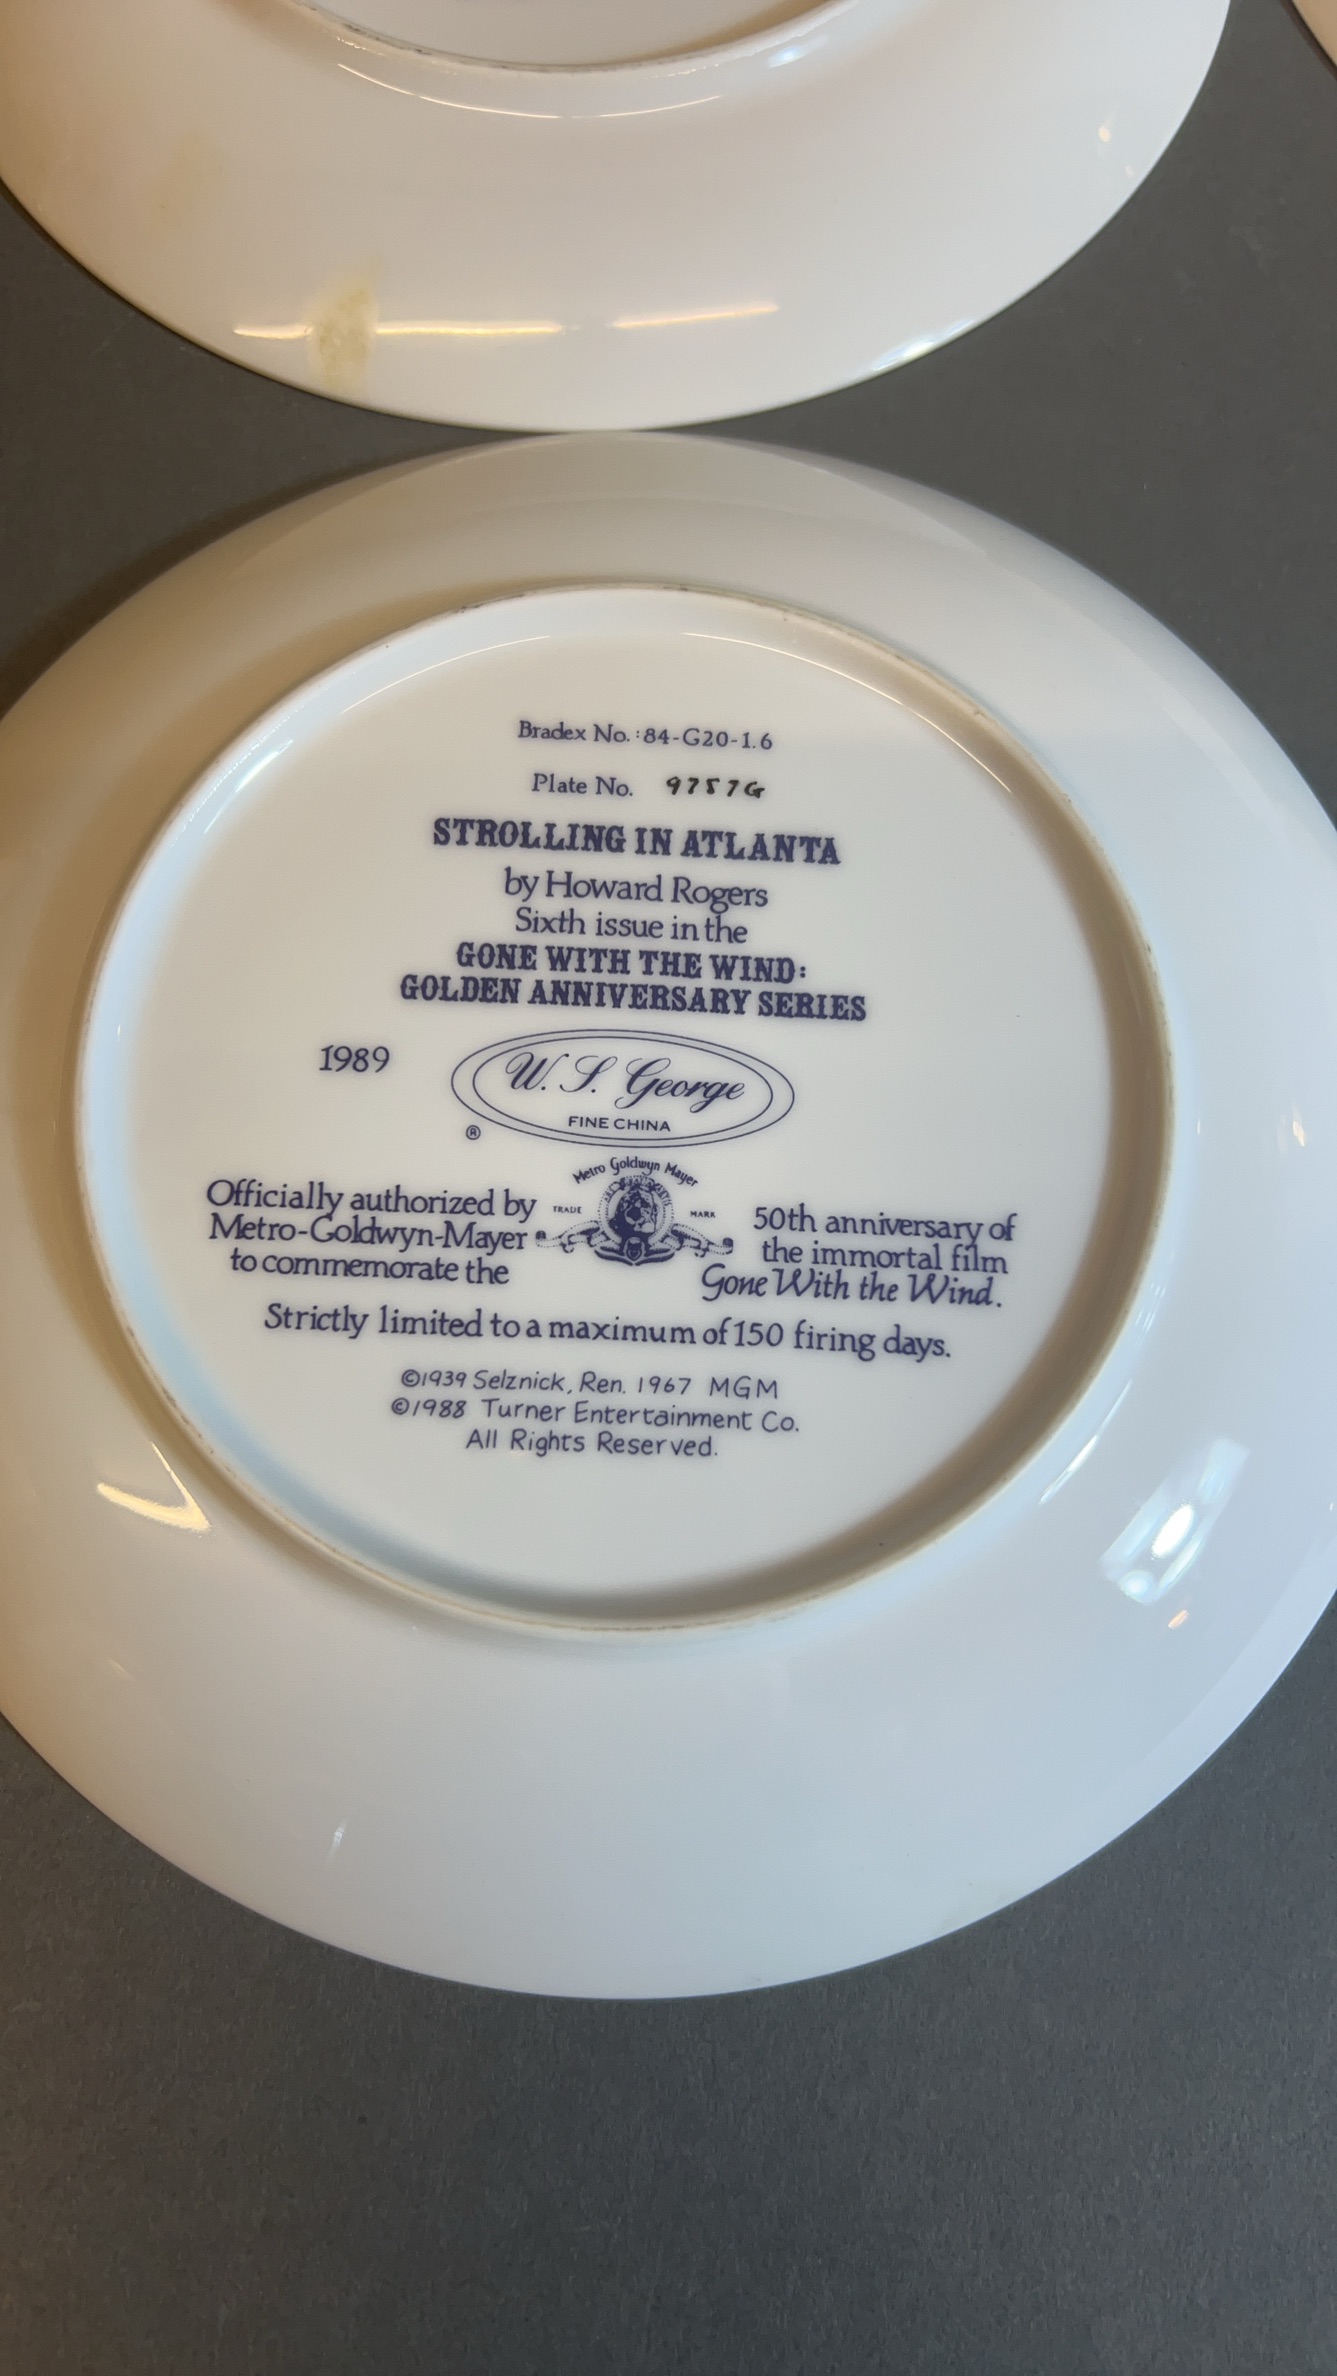 Bradex No.: 84-G20-1.6
Plate No. 9757G
STROLLING IN ATLANTA
by Howard Rogers
Sixth issue in the
GONE WITH THE WIND:
GOLDEN ANNIVERSARY SERIES
1989
W. S. George
FINE CHINA
®
Metro Goldwyn Mayer
TRADE MARK
Officially authorized by
Metro-Goldwyn-Mayer
to commemorate the
50th anniversary of
the immortal film
Gone With the Wind.
Strictly limited to a maximum of 150 firing days.
©1939 Selznick, Ren. 1967 MGM
©1988 Turner Entertainment Co.
All Rights Reserved.